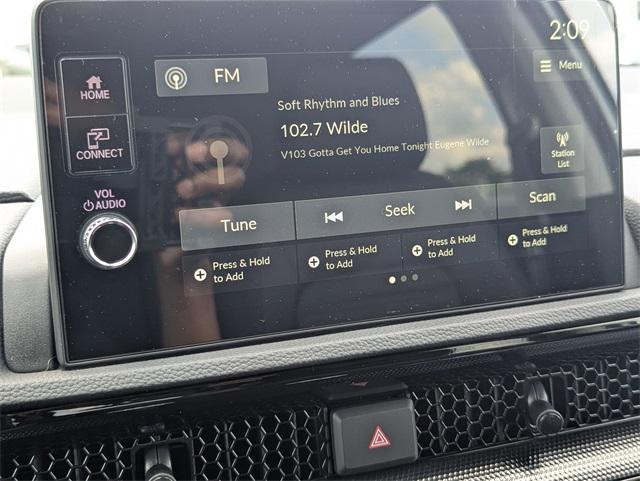 2:09
FM
Menu
HOME
Soft Rhythm and Blues
102.7 Wilde
V103 Gotta Get You Home Tonight Eugene Wilde
CONNECT
Station
List
VOL
AUDIO
Tune
Seek
Scan
Press & Hold
to Add
Press & Hold
to Add
Press & Hold
to Add
Press & Hold
to Add